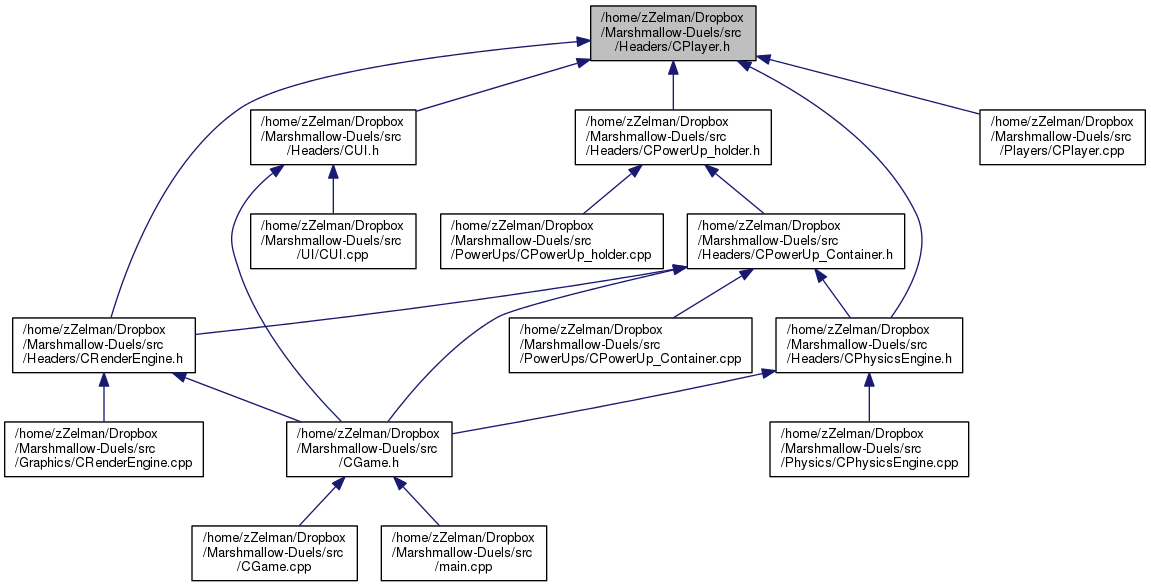 /home/zZelman/Dropbox
/Marshmallow-Duels/src
/Headers/CPlayer.h
/home/zZelman/Dropbox
/Marshmallow-Duels/src
/Headers/CUI.h
/home/zZelman/Dropbox
/Marshmallow-Duels/src
/Headers/CPowerUp_holder.h
/home/zZelman/Dropbox
/Marshmallow-Duels/src
/Players/CPlayer.cpp
/home/zZelman/Dropbox
/Marshmallow-Duels/src
/UI/CUI.cpp
/home/zZelman/Dropbox
/Marshmallow-Duels/src
/PowerUps/CPowerUp_holder.cpp
/home/zZelman/Dropbox
/Marshmallow-Duels/src
/Headers/CPowerUp_Container.h
/home/zZelman/Dropbox
/Marshmallow-Duels/src
/Headers/CRenderEngine.h
/home/zZelman/Dropbox
/Marshmallow-Duels/src
/PowerUps/CPowerUp_Container.cpp
/home/zZelman/Dropbox
/Marshmallow-Duels/src
/Headers/CPhysicsEngine.h
/home/zZelman/Dropbox
/Marshmallow-Duels/src
/Graphics/CRenderEngine.cpp
/home/zZelman/Dropbox
/Marshmallow-Duels/src
/CGame.h
/home/zZelman/Dropbox
/Marshmallow-Duels/src
/Physics/CPhysicsEngine.cpp
/home/zZelman/Dropbox
/Marshmallow-Duels/src
/CGame.cpp
/home/zZelman/Dropbox
/Marshmallow-Duels/src
/main.cpp